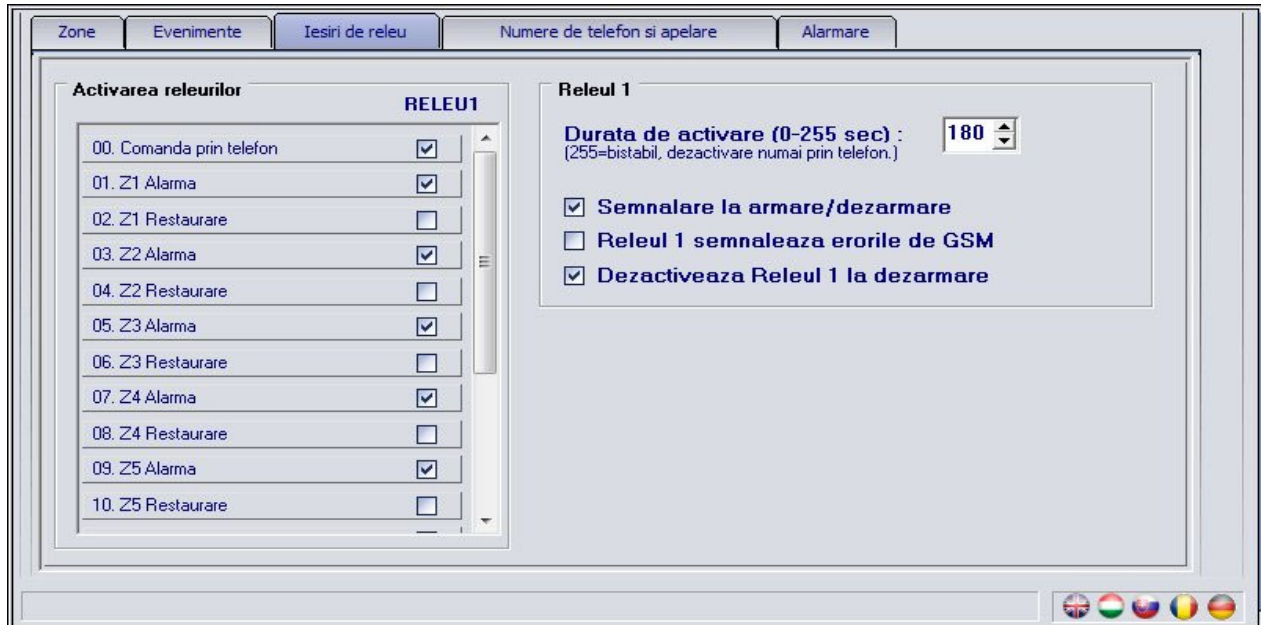 Zone
Evenimente
Iesiri de releu
Numere de telefon si apelare
Alarmare
Activarea releurilor
RELEU1
00. Comanda prin telefon
01. Z1 Alarma
02. Z1 Restaurare
03. Z2 Alarma
04. Z2 Restaurare
05. Z3 Alarma
06. Z3 Restaurare
07. Z4 Alarma
08. Z4 Restaurare
09. Z5 Alarma
10. Z5 Restaurare
Releul 1
Durata de activare (0-255 sec) : 180
(255=bistabil, dezactivare numai prin telefon.)
Semnalare la armare/dezarmare
Releul 1 semnaleaza erorile de GSM
Dezactiveaza Releul 1 la dezarmare